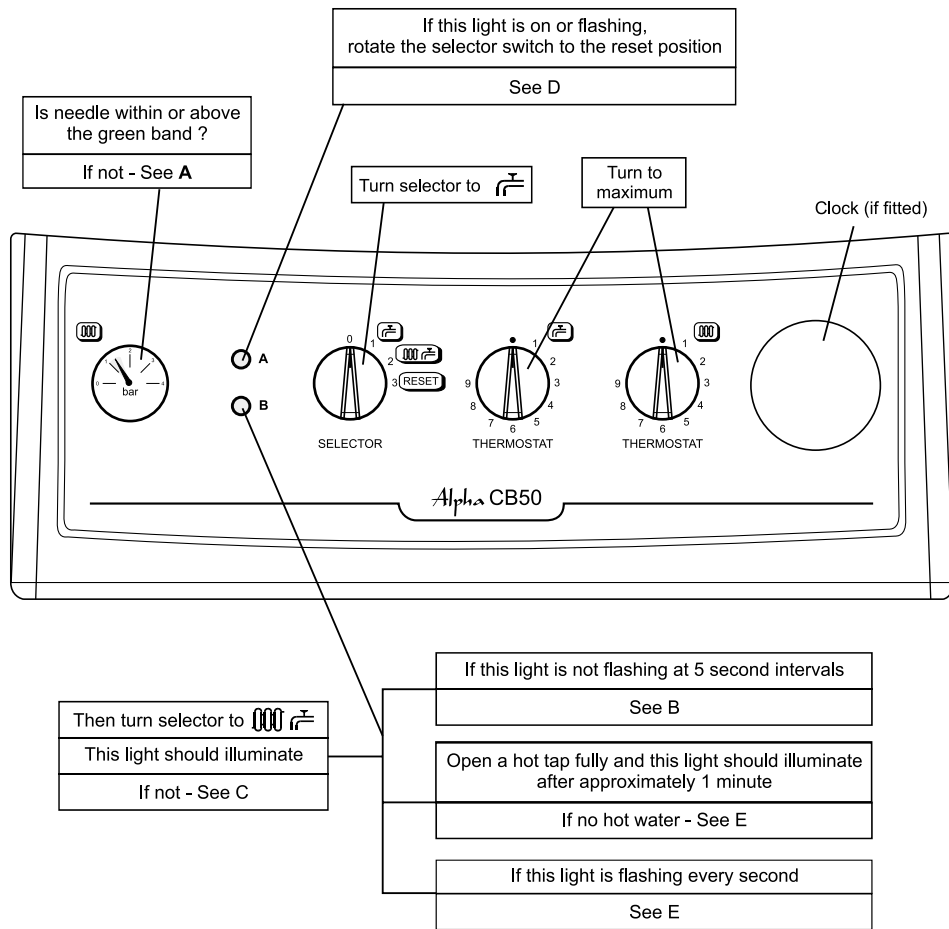 If this light is on or flashing,
rotate the selector switch to the reset position
See D
Is needle within or above
the green band ?
If not - See A
Turn selector to
Turn to
maximum
Clock (if fitted)
0
1
2
3
4
bar
A
B
0
1
2
3
RESET
SELECTOR
1
2
3
4
5
6
7
8
9
THERMOSTAT
1
2
3
4
5
6
7
8
9
THERMOSTAT
Alpha CB50
If this light is not flashing at 5 second intervals
See B
Then turn selector to
This light should illuminate
If not - See C
Open a hot tap fully and this light should illuminate
after approximately 1 minute
If no hot water - See E
If this light is flashing every second
See E